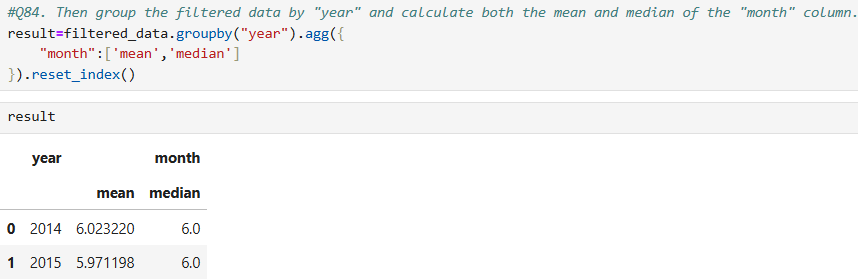 #Q84. Then group the filtered data by "year" and calculate both the mean and median of the "month" column.
result=filtered_data.groupby("year").agg({
    "month":['mean','median']
}).reset_index()
result
year month
mean median
0 2014 6.023220 6.0
1 2015 5.971198 6.0